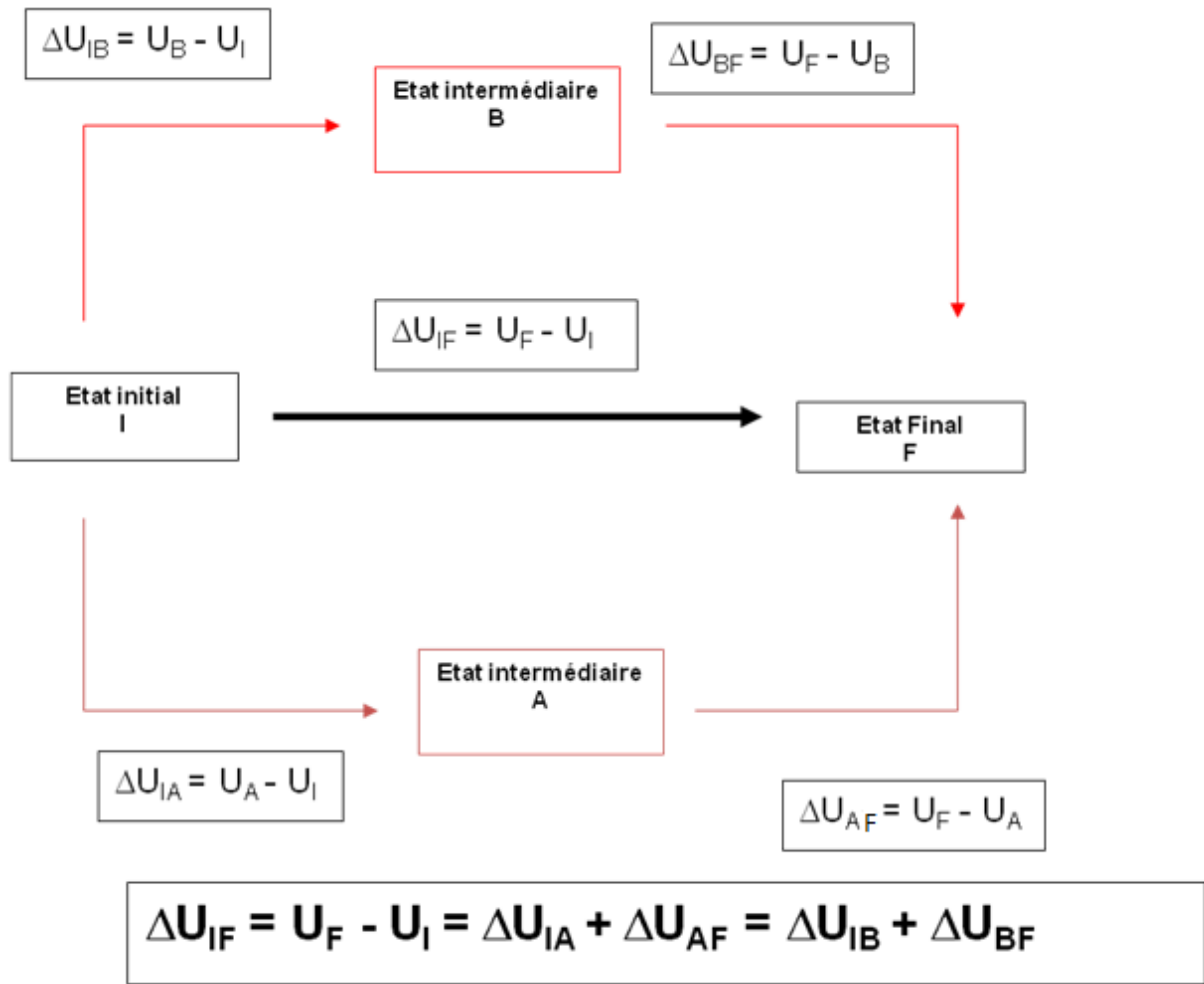 ΔU_IB = U_B - U_I
ΔU_BF = U_F - U_B
Etat intermédiaire
B
ΔU_IF = U_F - U_I
Etat initial
I
Etat Final
F
Etat intermédiaire
A
ΔU_IA = U_A - U_I
ΔU_AF = U_F - U_A
ΔU_IF = U_F - U_I = ΔU_IA + ΔU_AF = ΔU_IB + ΔU_BF